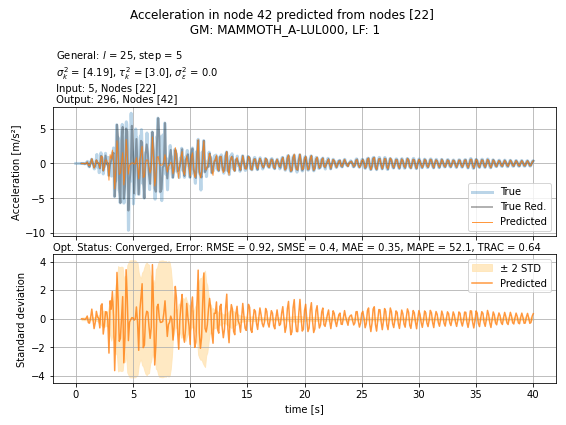 Acceleration in node 42 predicted from nodes [22]
GM: MAMMOTH_A-LUL000, LF: 1
General: l = 25, step = 5
σ²ₖ = [4.19], τ²ₖ = [3.0], σ²ε = 0.0
Input: 5, Nodes [22]
Output: 296, Nodes [42]
Acceleration [m/s²]
5
0
−5
−10
True
True Red.
Predicted
Opt. Status: Converged, Error: RMSE = 0.92, SMSE = 0.4, MAE = 0.35, MAPE = 52.1, TRAC = 0.64
Standard deviation
4
2
0
−2
−4
± 2 STD
Predicted
0 5 10 15 20 25 30 35 40
time [s]